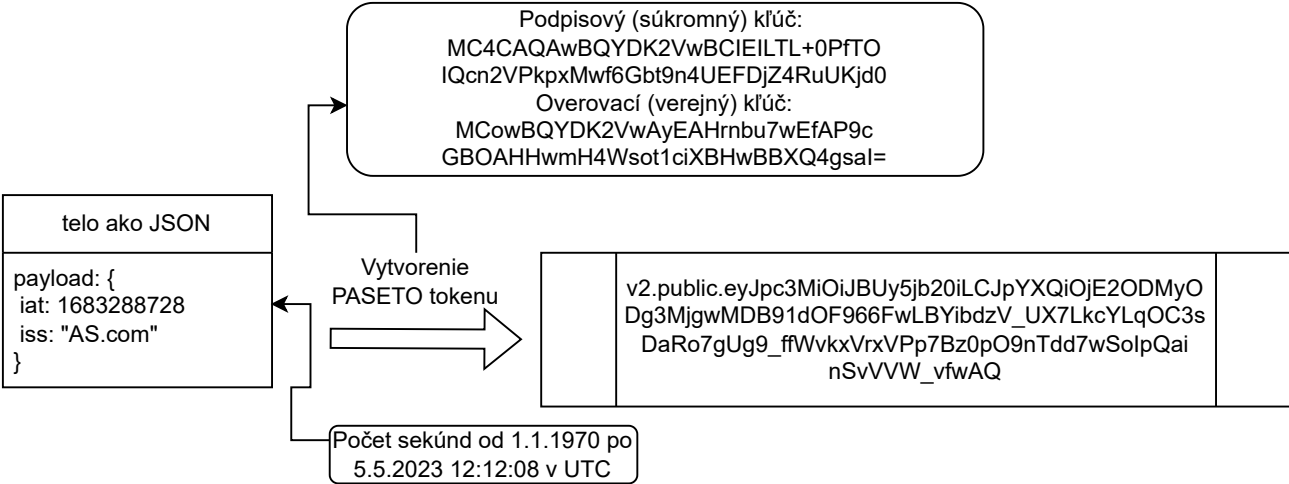 Podpisový (súkromný) kľúč:
MC4CAQAwBQYDK2VwBCIEILTL+0PfTO
IQcn2VPkpxMwf6Gbt9n4UEFDjZ4RuUKjd0
Overovací (verejný) kľúč:
MCowBQYDK2VwAyEAHrnbu7wEfAP9c
GBOAHHwmH4Wsot1ciXBHwBBXQ4gsaI=
telo ako JSON
payload: {
iat: 1683288728
iss: "AS.com"
}
Vytvorenie
PASETO tokenu
v2.public.eyJpc3MiOiJBUy5jb20iLCJpYXQiOjE2ODMyO
Dg3MjgwMDB91dOF966FwLBYibdzV_UX7LkcYLqOC3s
DaRo7gUg9_ffWvkxVrxVPp7Bz0pO9nTdd7wSoIpQai
nSvVVW_vfwAQ
Počet sekúnd od 1.1.1970 po
5.5.2023 12:12:08 v UTC